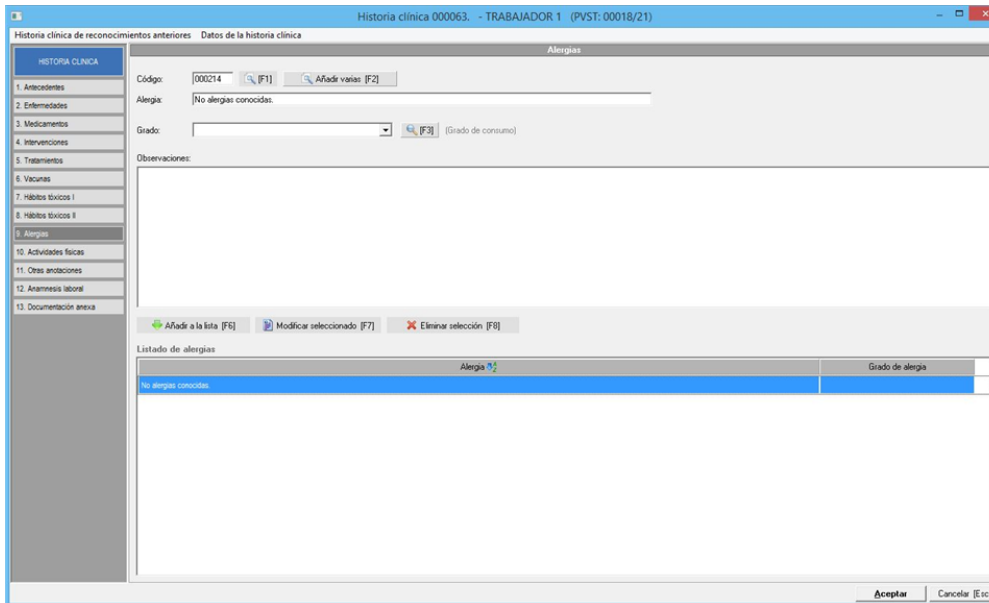 Historia clínica 000063. - TRABAJADOR 1 (PVST: 00018/21)
Historia clínica de reconocimientos anteriores Datos de la historia clínica
HISTORIA CLINICA
1. Antecedentes
2. Enfermedades
3. Medicamentos
4. Intervenciones
5. Tratamientos
6. Vacunas
7. Hábitos tóxicos I
8. Hábitos tóxicos II
9. Alergias
10. Actividades físicas
11. Otras anotaciones
12. Anamnesis laboral
13. Documentación anexa
Alergias
Código: 000214 [F1] Añadir varias [F2]
Alergia: No alergias conocidas.
Grado: [F3] (Grado de consumo)
Observaciones:
Añadir a la lista [F6] Modificar seleccionado [F7] Eliminar selección [F8]
Listado de alergias
Alergia Grado de alergia
No alergias conocidas.
Aceptar Cancelar [Esc